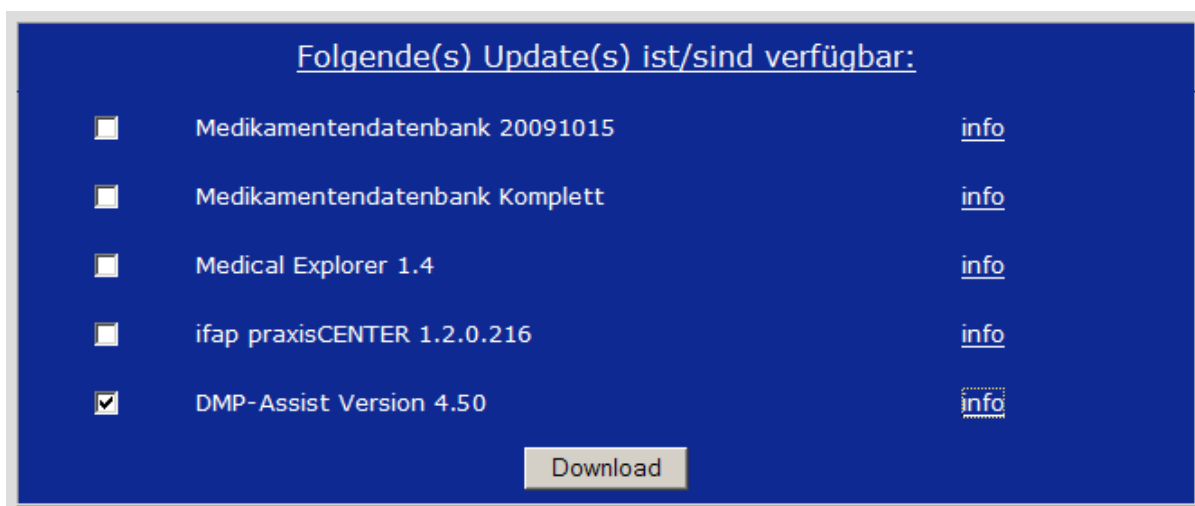 Folgende(s) Update(s) ist/sind verfügbar:
Medikamentendatenbank 20091015 info
Medikamentendatenbank Komplett info
Medical Explorer 1.4 info
ifap praxisCENTER 1.2.0.216 info
DMP-Assist Version 4.50 info
Download